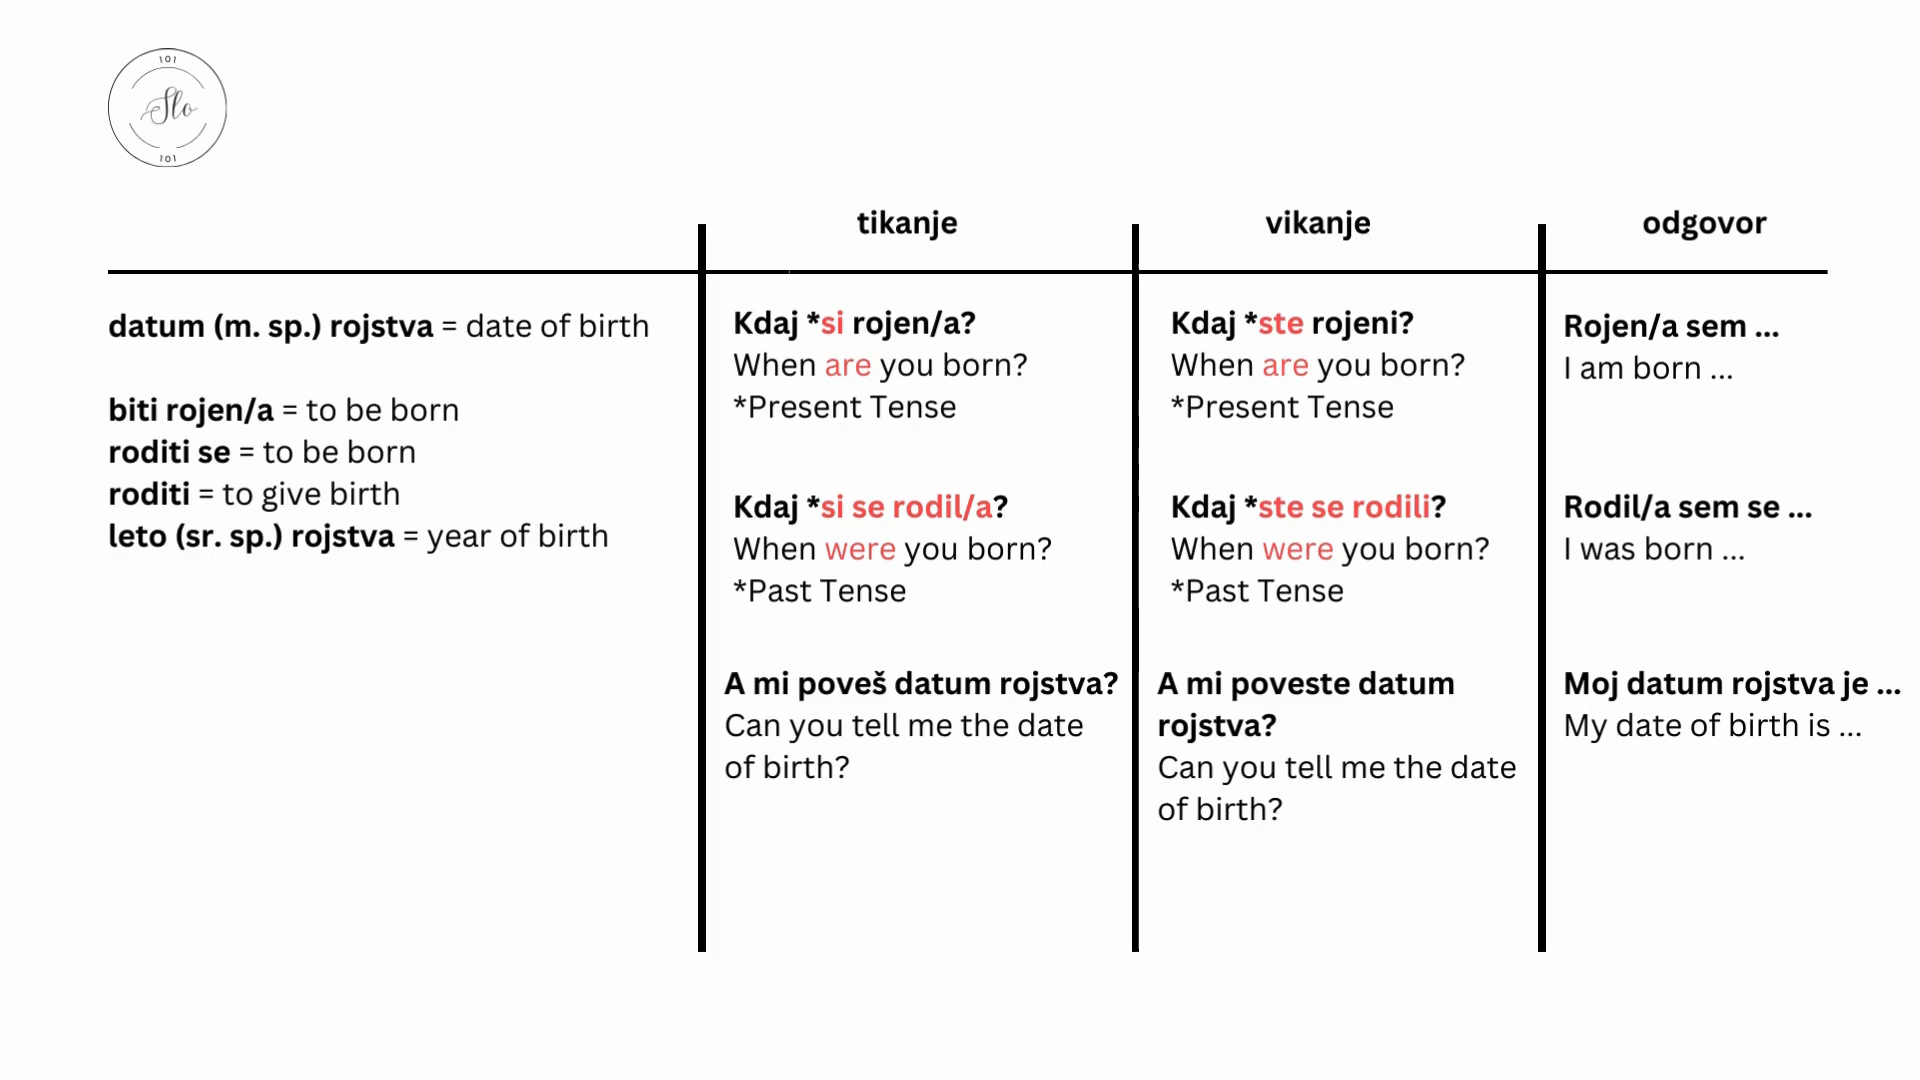 101
Slo
101
tikanje
vikanje
odgovor
datum (m. sp.) rojstva = date of birth
biti rojen/a = to be born
roditi se = to be born
roditi = to give birth
leto (sr. sp.) rojstva = year of birth
Kdaj *si rojen/a?
When are you born?
*Present Tense
Kdaj *si se rodil/a?
When were you born?
*Past Tense
A mi poveš datum rojstva?
Can you tell me the date
of birth?
Kdaj *ste rojeni?
When are you born?
*Present Tense
Kdaj *ste se rodili?
When were you born?
*Past Tense
A mi poveste datum
rojstva?
Can you tell me the date
of birth?
Rojen/a sem ...
I am born ...
Rodil/a sem se ...
I was born ...
Moj datum rojstva je ...
My date of birth is ...